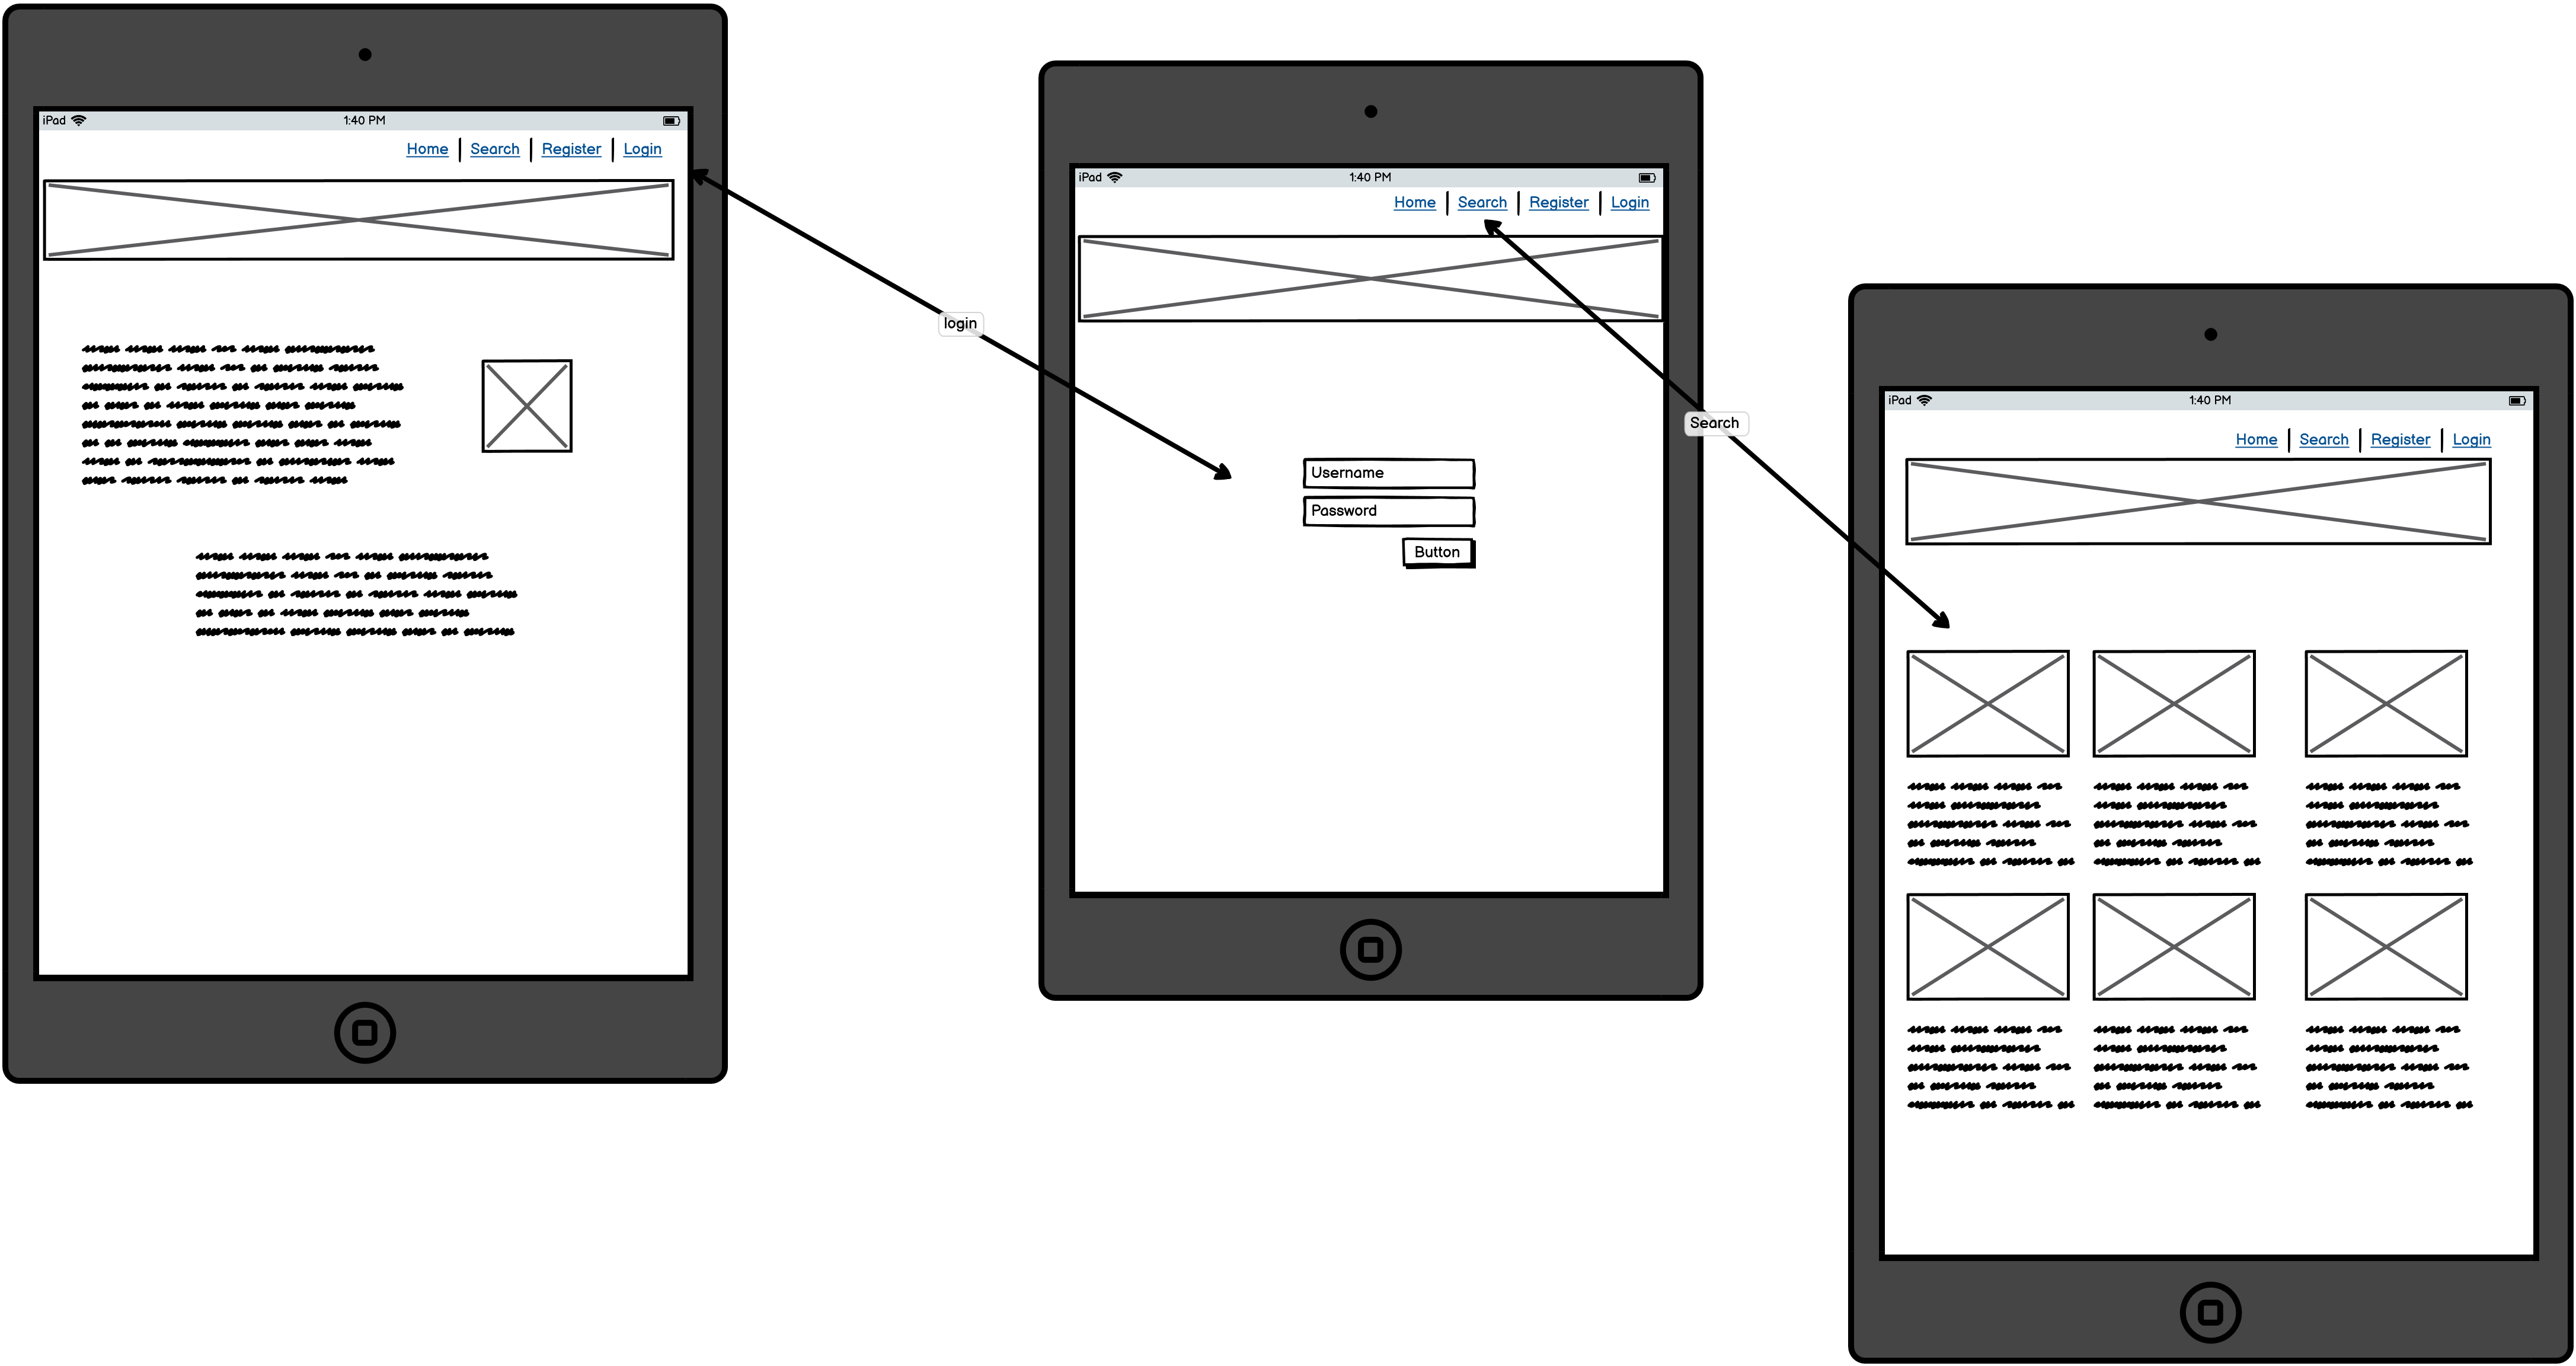 iPad 1:40 PM
Home Search Register Login
login
iPad 1:40 PM
Home Search Register Login
Username
Password
Button
Search
iPad 1:40 PM
Home Search Register Login